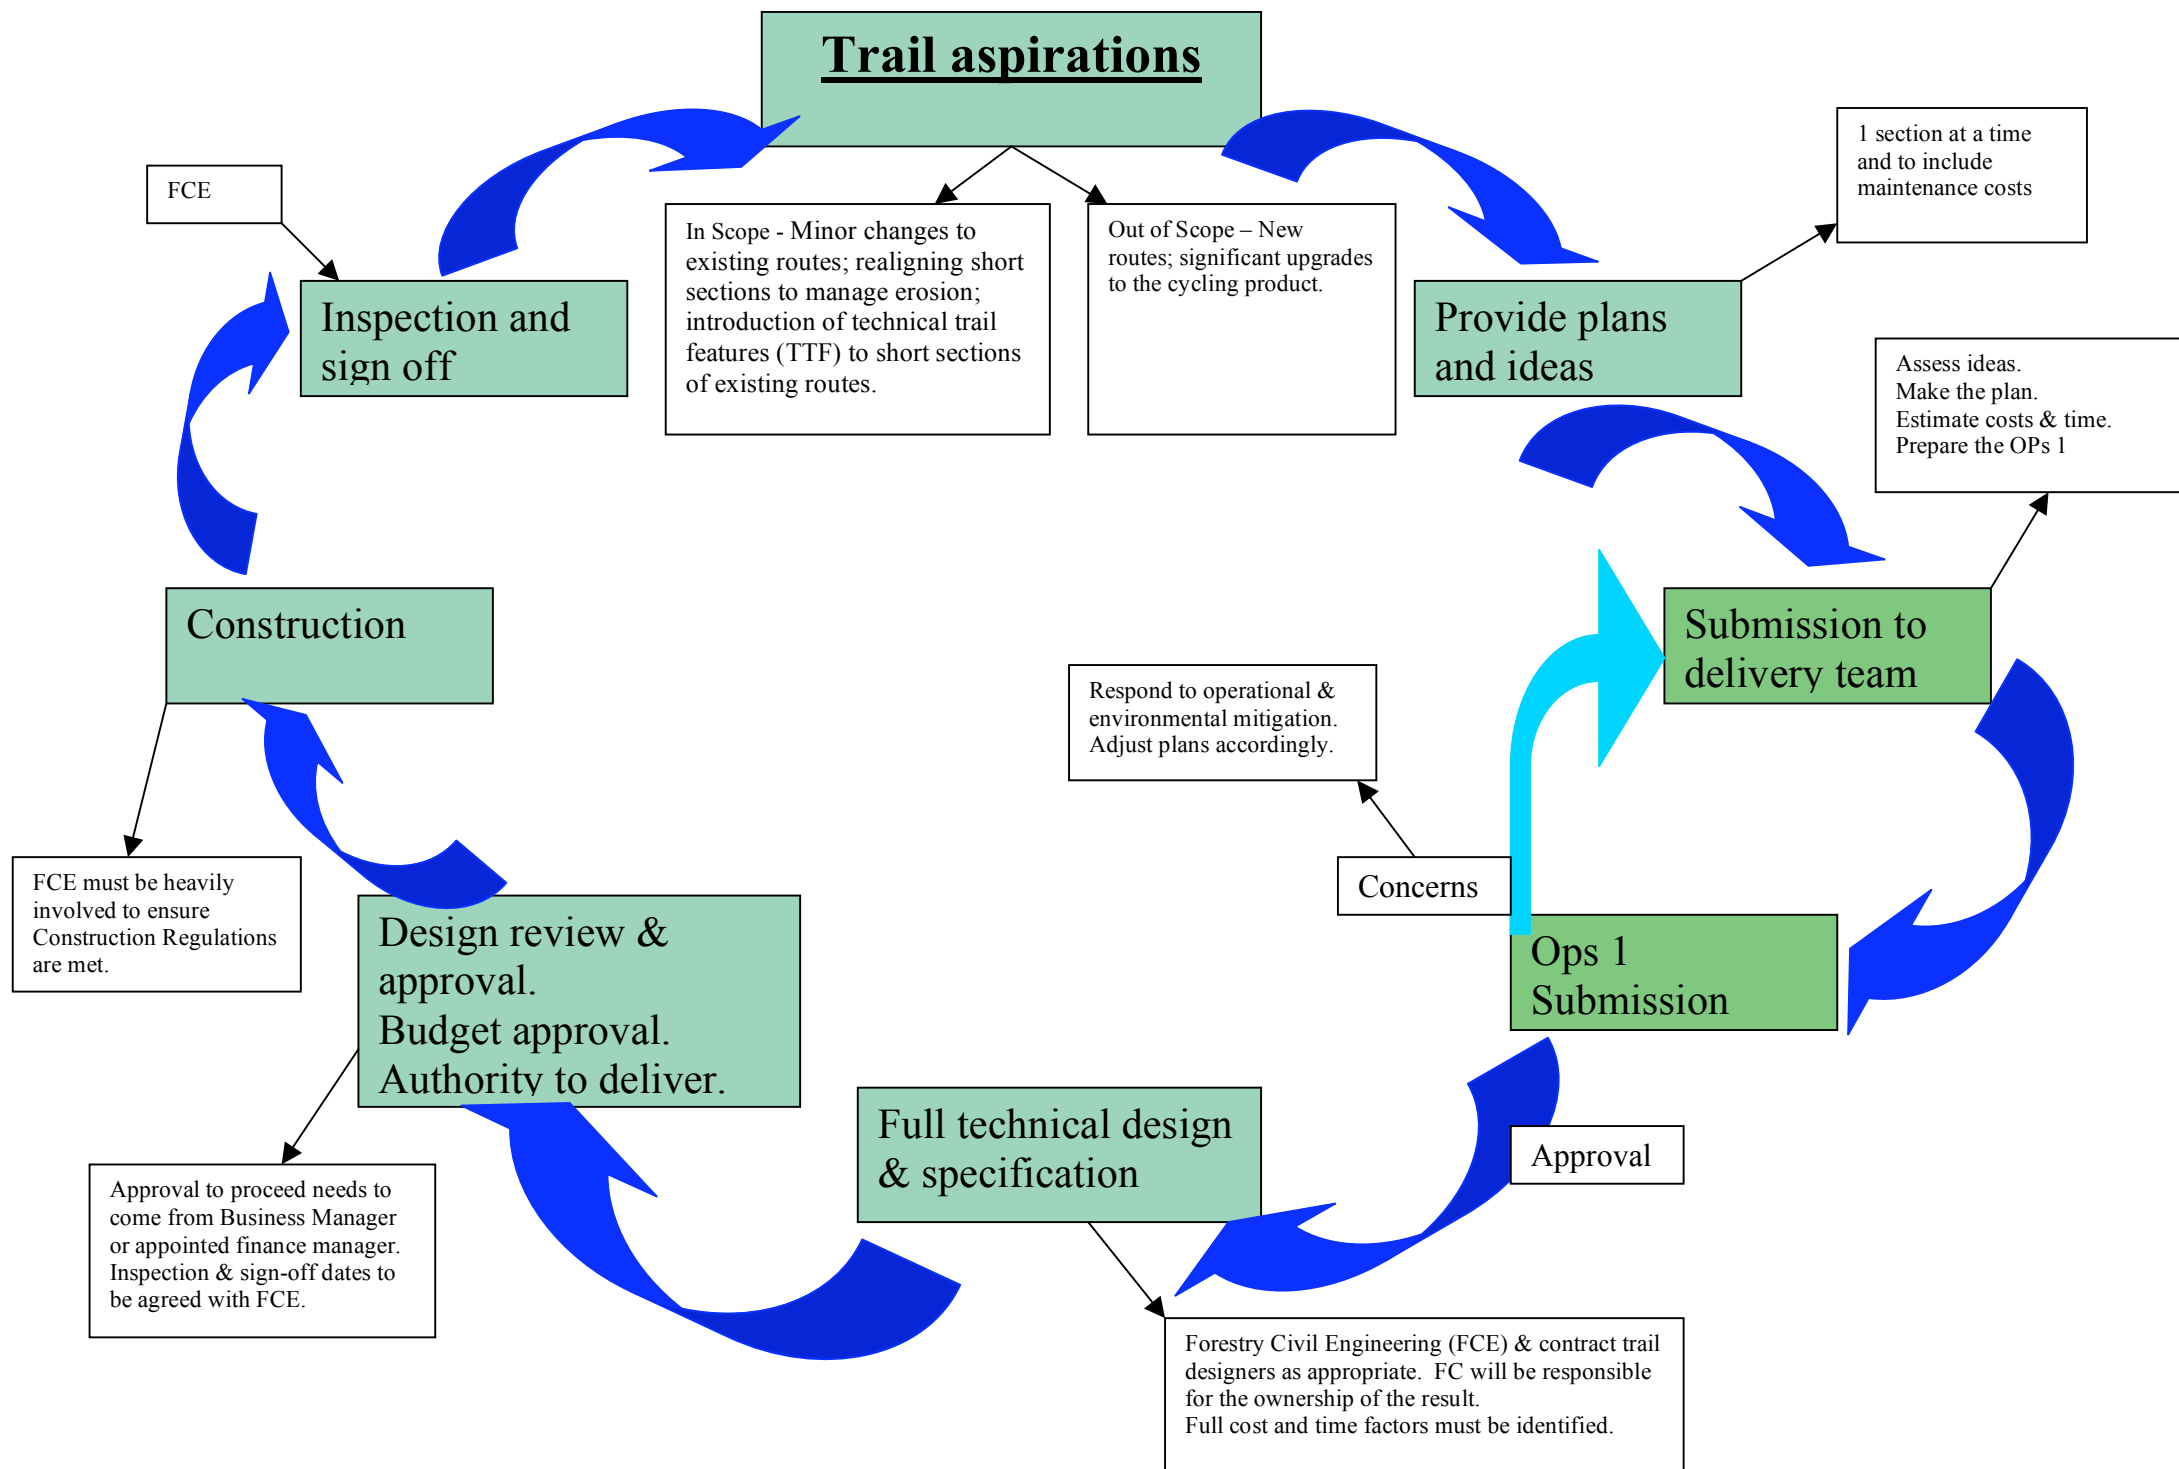 Trail aspirations
1 section at a time
and to include
maintenance costs
FCE
In Scope - Minor changes to
existing routes; realigning short
sections to manage erosion;
introduction of technical trail
features (TTF) to short sections
of existing routes.
Out of Scope – New
routes; significant upgrades
to the cycling product.
Inspection and
sign off
Provide plans
and ideas
Assess ideas.
Make the plan.
Estimate costs & time.
Prepare the OPs 1
Construction
Submission to
delivery team
Respond to operational &
environmental mitigation.
Adjust plans accordingly.
Concerns
FCE must be heavily
involved to ensure
Construction Regulations
are met.
Design review &
approval.
Budget approval.
Authority to deliver.
Ops 1
Submission
Full technical design
& specification
Approval
Approval to proceed needs to
come from Business Manager
or appointed finance manager.
Inspection & sign-off dates to
be agreed with FCE.
Forestry Civil Engineering (FCE) & contract trail
designers as appropriate.  FC will be responsible
for the ownership of the result.
Full cost and time factors must be identified.